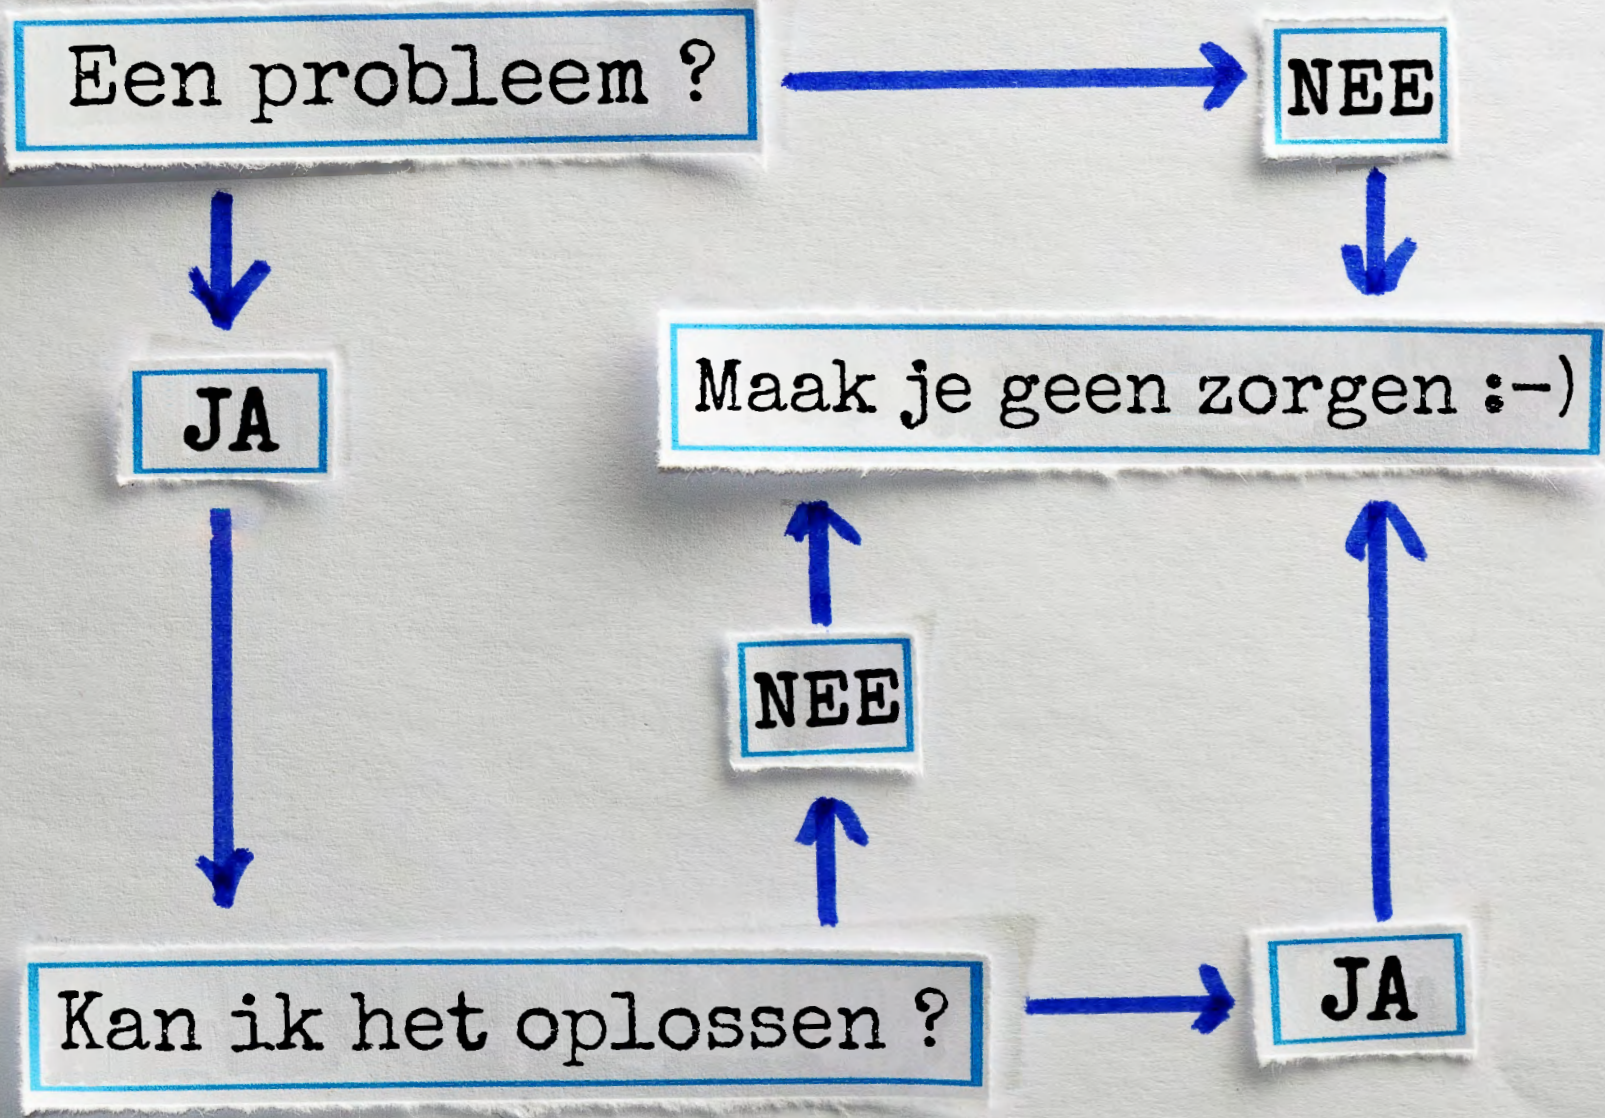 Een probleem ?
NEE
JA
Maak je geen zorgen :-)
NEE
Kan ik het oplossen ?
JA